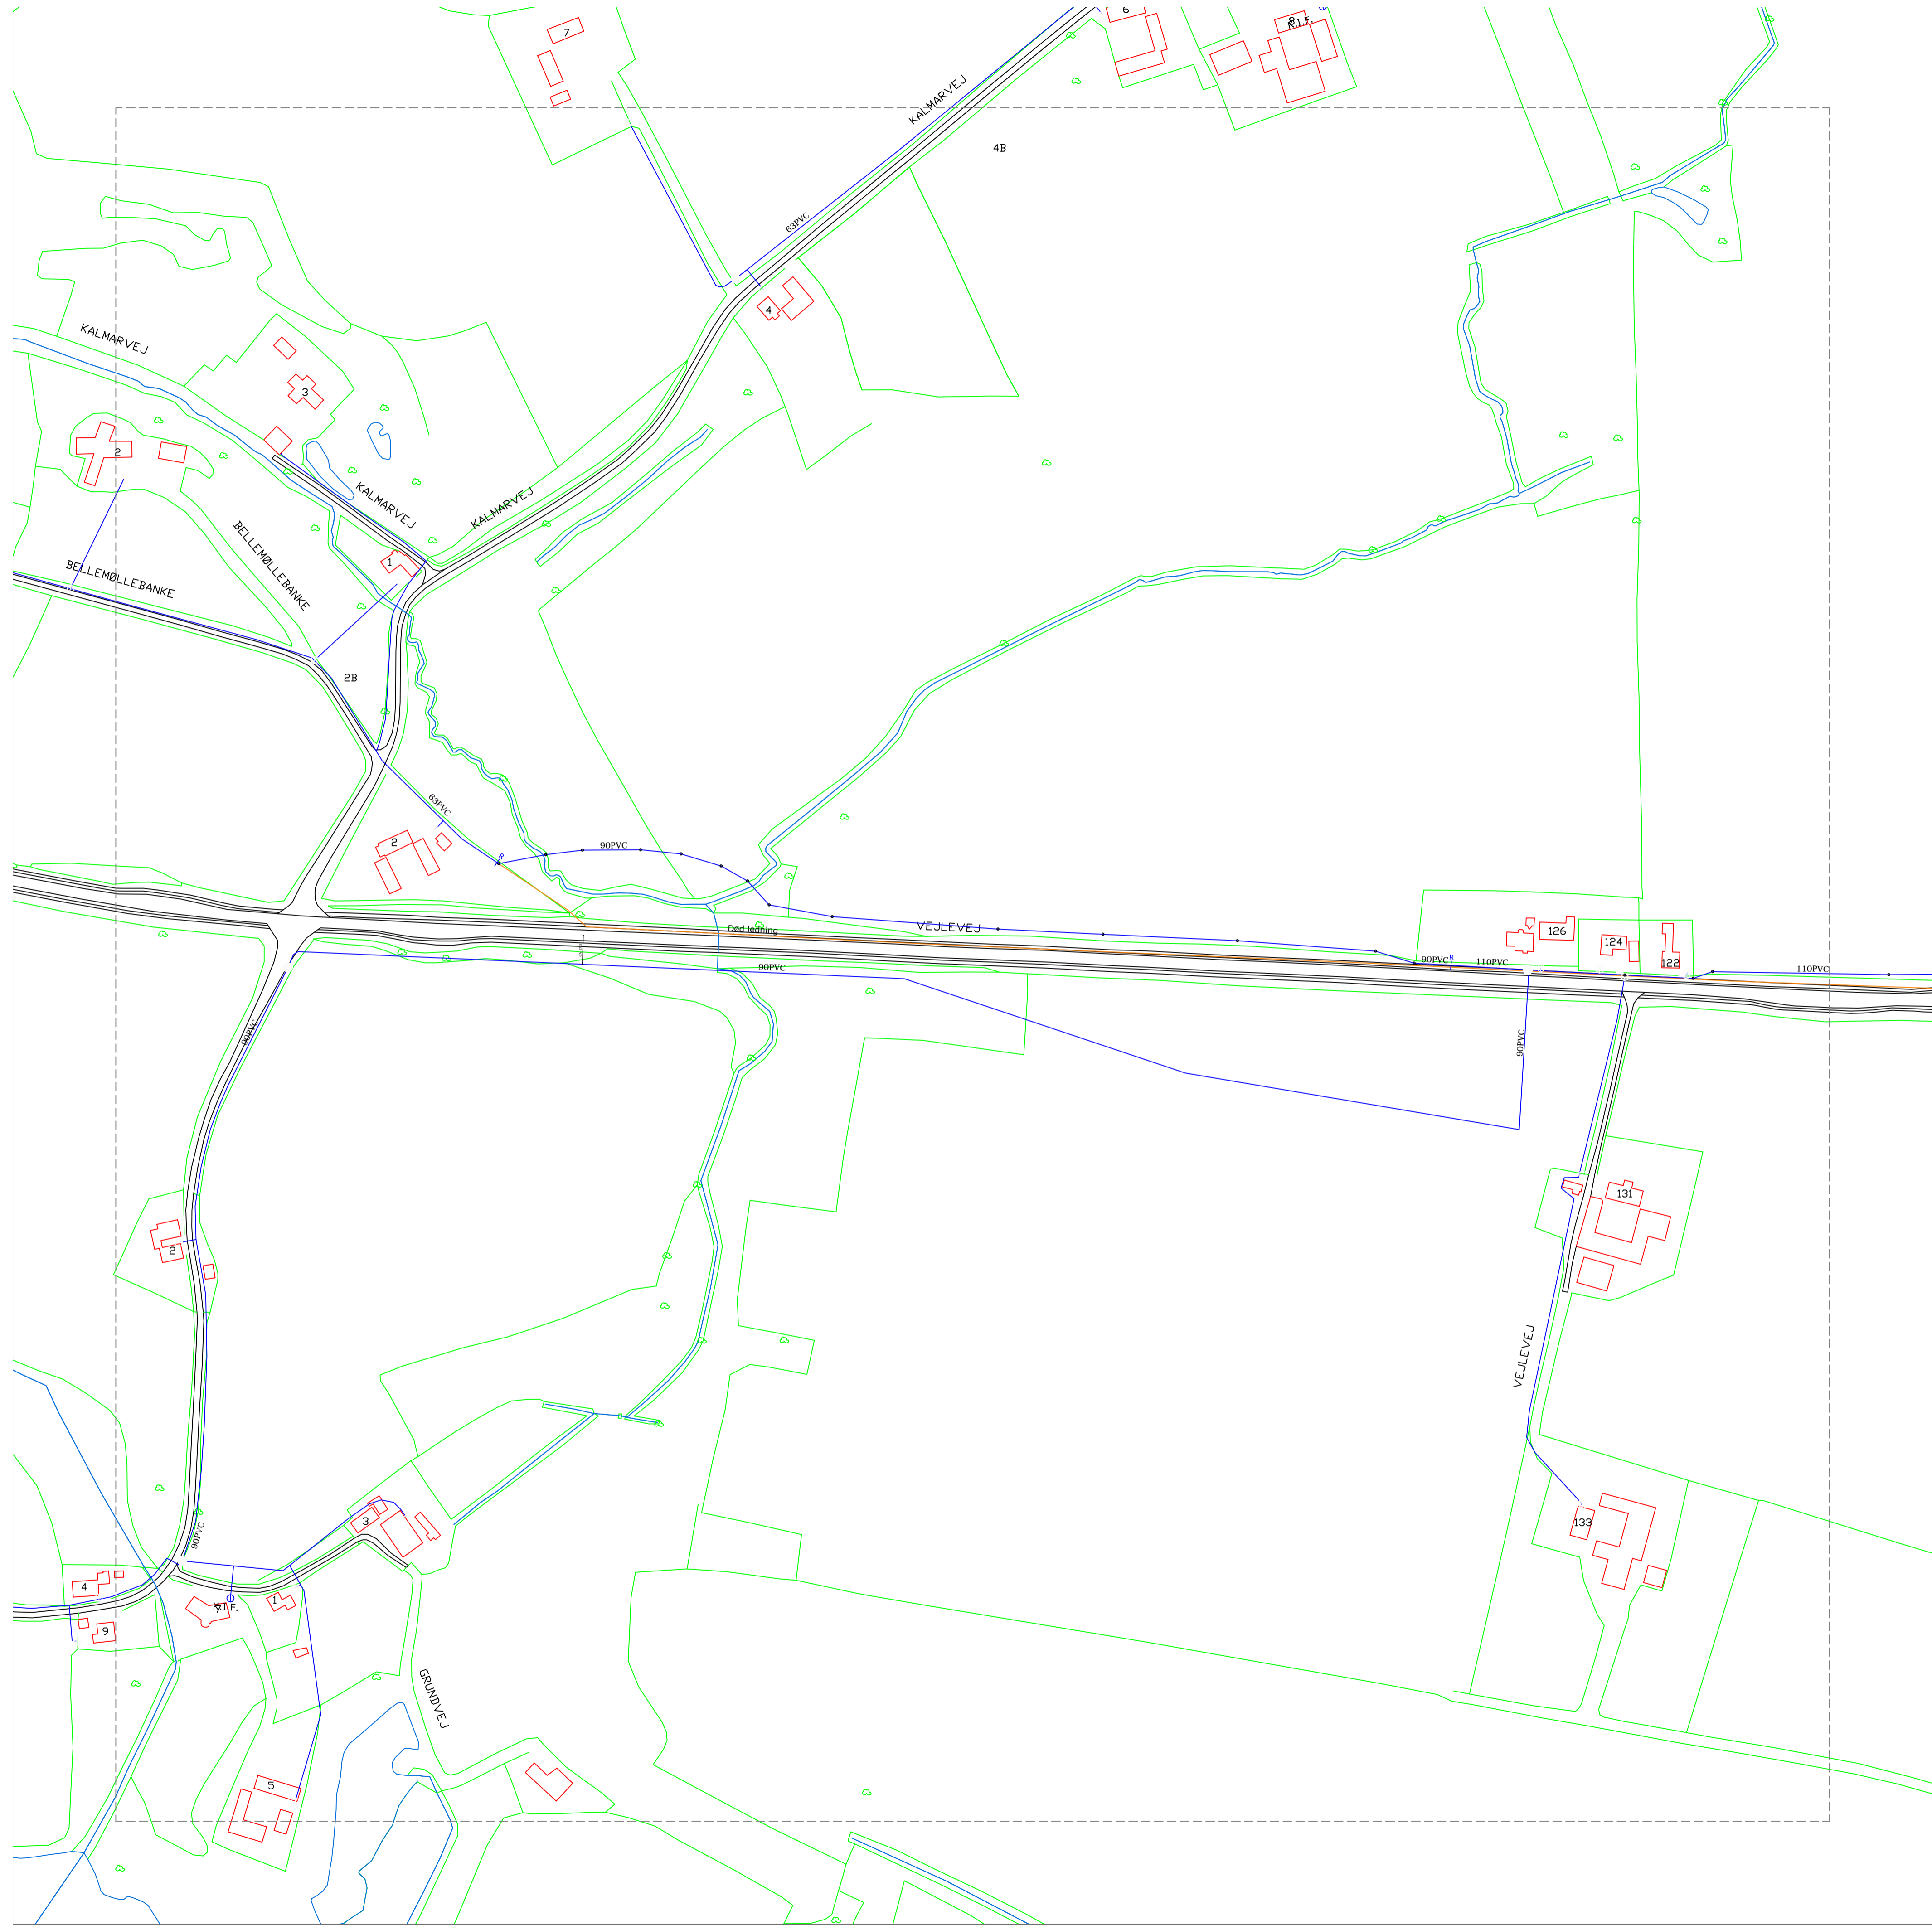 6
8
K.I.F.
7
KALMARVEJ
4B
63PVC
4
KALMARVEJ
3
2
KALMARVEJ
KALMARVEJ
BELLEMØLLEBANKE
1
BELLEMØLLEBANKE
2B
63PVC
2
90PVC
R
R
Død ledning
VEJLEVEJ
126
124
122
90PVC
110PVC
110PVC
90PVC
90PVC
90PVC
131
2
VEJLEVEJ
3
133
90PVC
4
1
K.I.F.
9
GRUNDVEJ
5